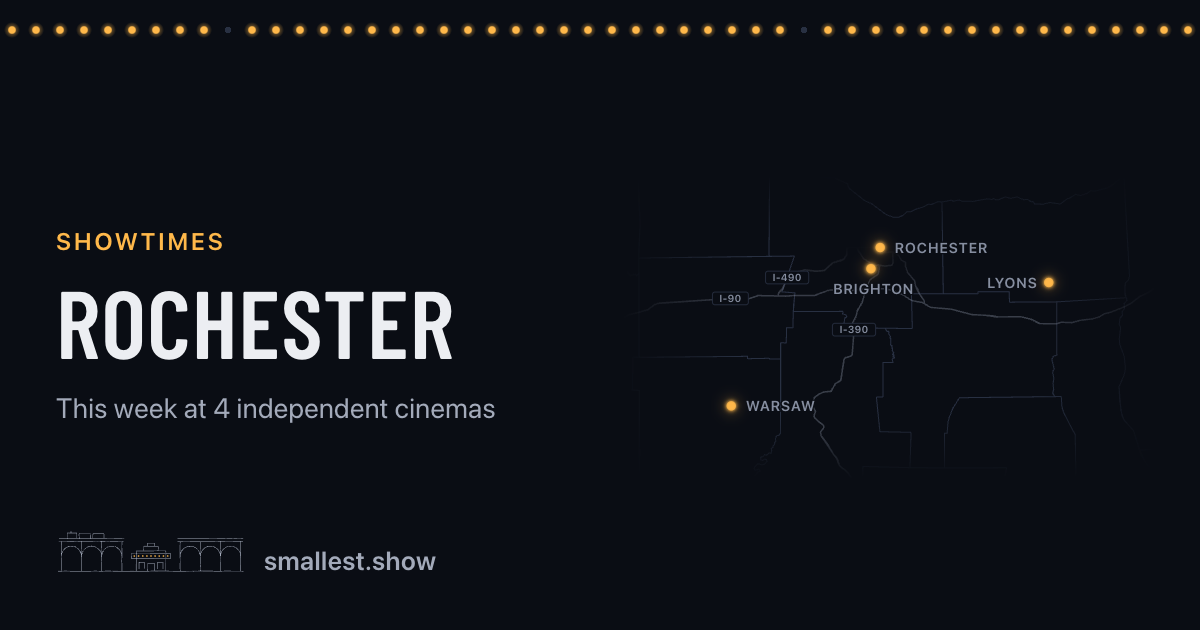 SHOWTIMES
ROCHESTER
This week at 4 independent cinemas
smallest.show
ROCHESTER
I-490
BRIGHTON
LYONS
I-90
I-390
WARSAW